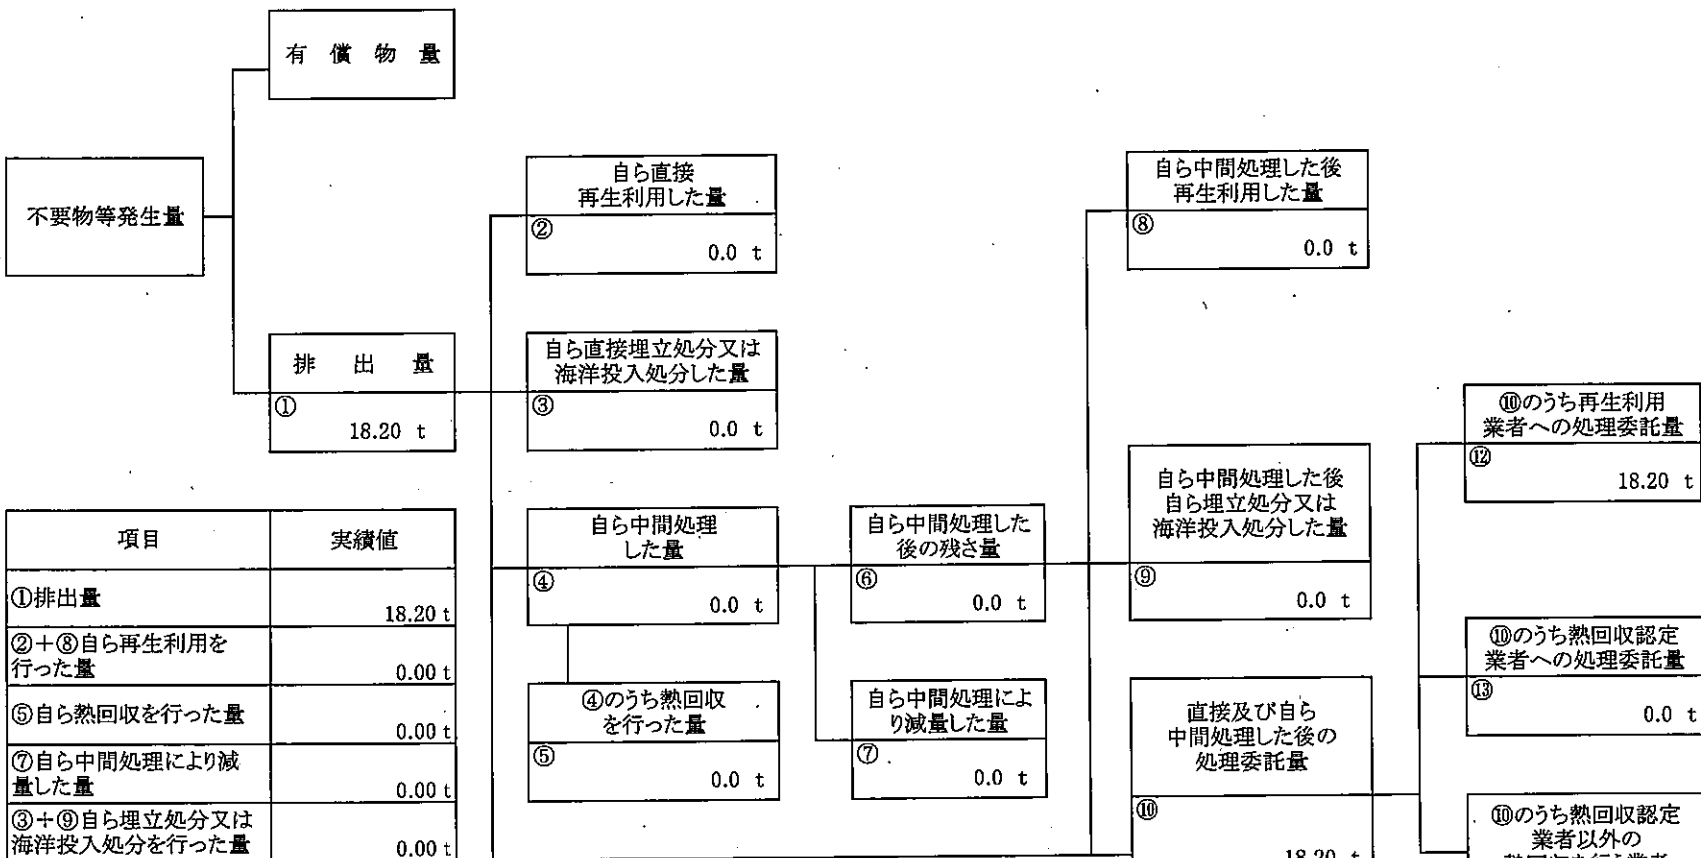 有償物量
不要物等発生量
排出量
①
18.20 t
自ら直接
再生利用した量
②
0.0 t
自ら直接埋立処分又は
海洋投入処分した量
③
0.0 t
自ら中間処理
した量
④
0.0 t
④のうち熱回収
を行った量
⑤
0.0 t
自ら中間処理した
後の残さ量
⑥
0.0 t
自ら中間処理によ
り減量した量
⑦
0.0 t
自ら中間処理した後
再生利用した量
⑧
0.0 t
自ら中間処理した後
自ら埋立処分又は
海洋投入処分した量
⑨
0.0 t
直接及び自ら
中間処理した後の
処理委託量
⑩
18.20 t
⑩のうち再生利用
業者への処理委託量
⑫
18.20 t
⑩のうち熱回収認定
業者への処理委託量
⑬
0.0 t
⑩のうち熱回収認定
業者以外の
項目 実績値
①排出量 18.20 t
②+⑧自ら再生利用を
行った量 0.00 t
⑤自ら熱回収を行った量 0.00 t
⑦自ら中間処理により減
量した量 0.00 t
③+⑨自ら埋立処分又は
海洋投入処分を行った量 0.00 t